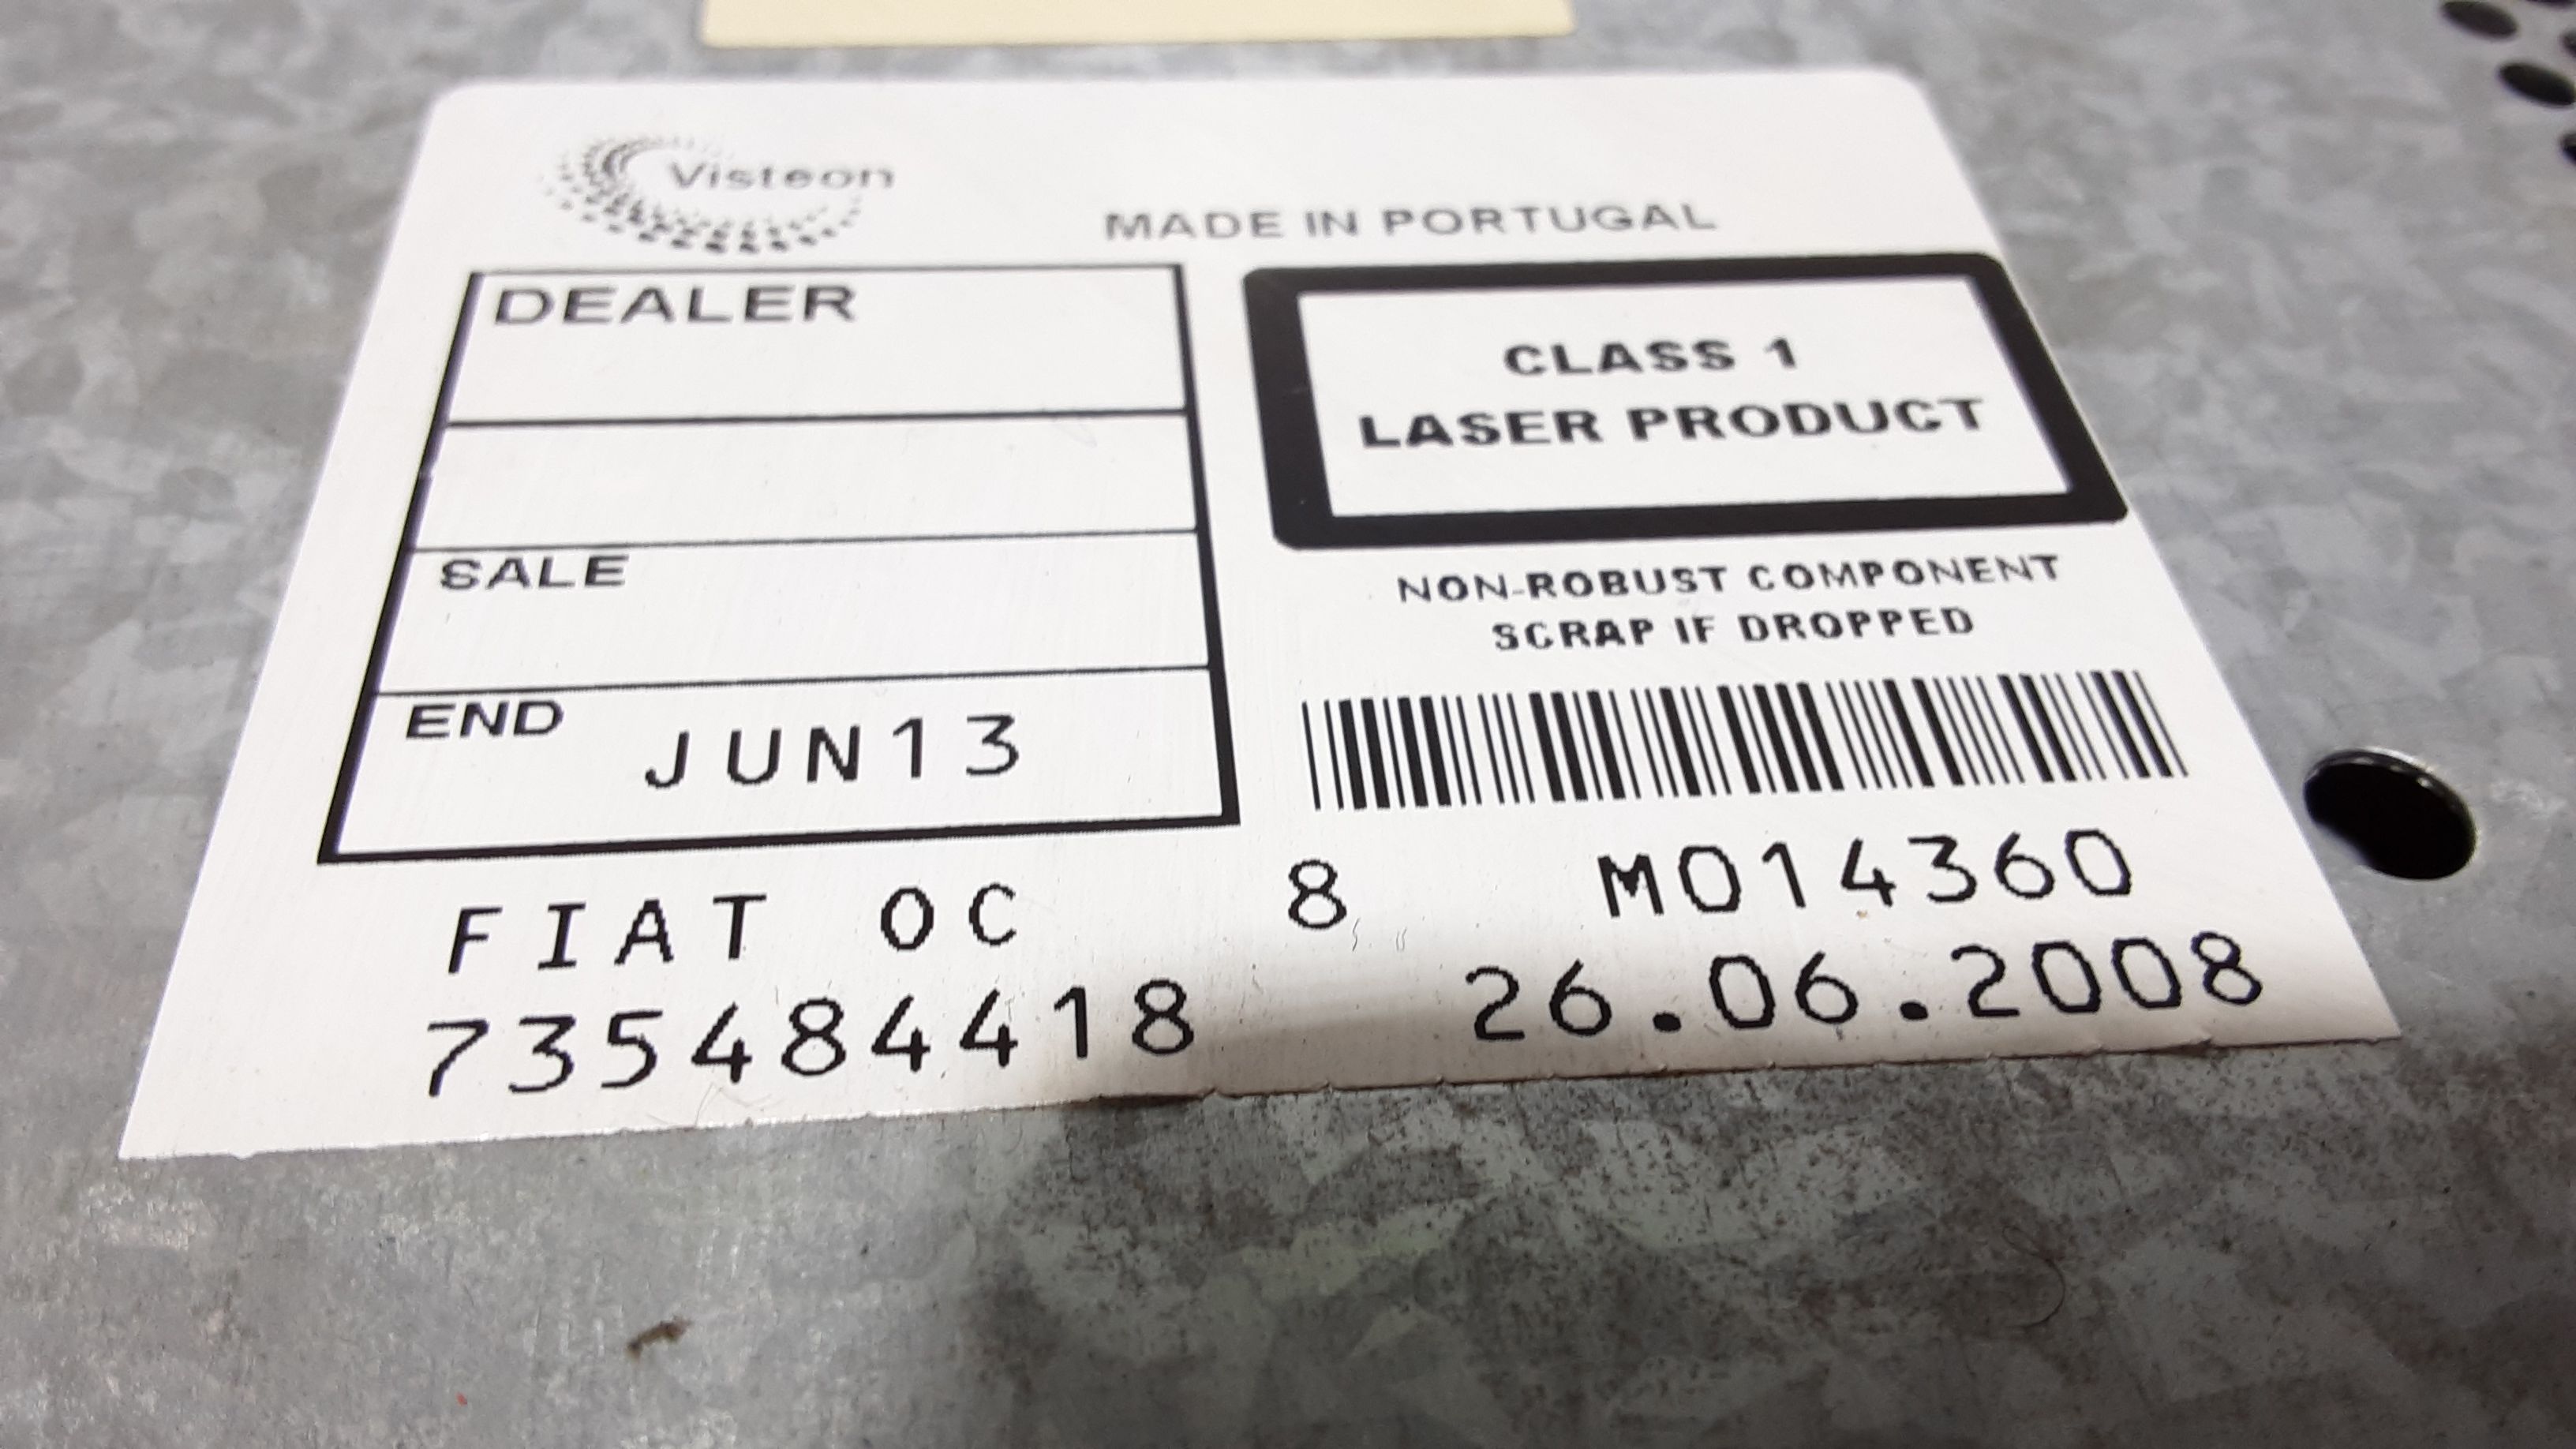 Visteon
MADE IN PORTUGAL
DEALER
SALE
END JUN13
CLASS 1
LASER PRODUCT
NON-ROBUST COMPONENT
SCRAP IF DROPPED
FIAT OC 8 M014360
735484418 26.06.2008